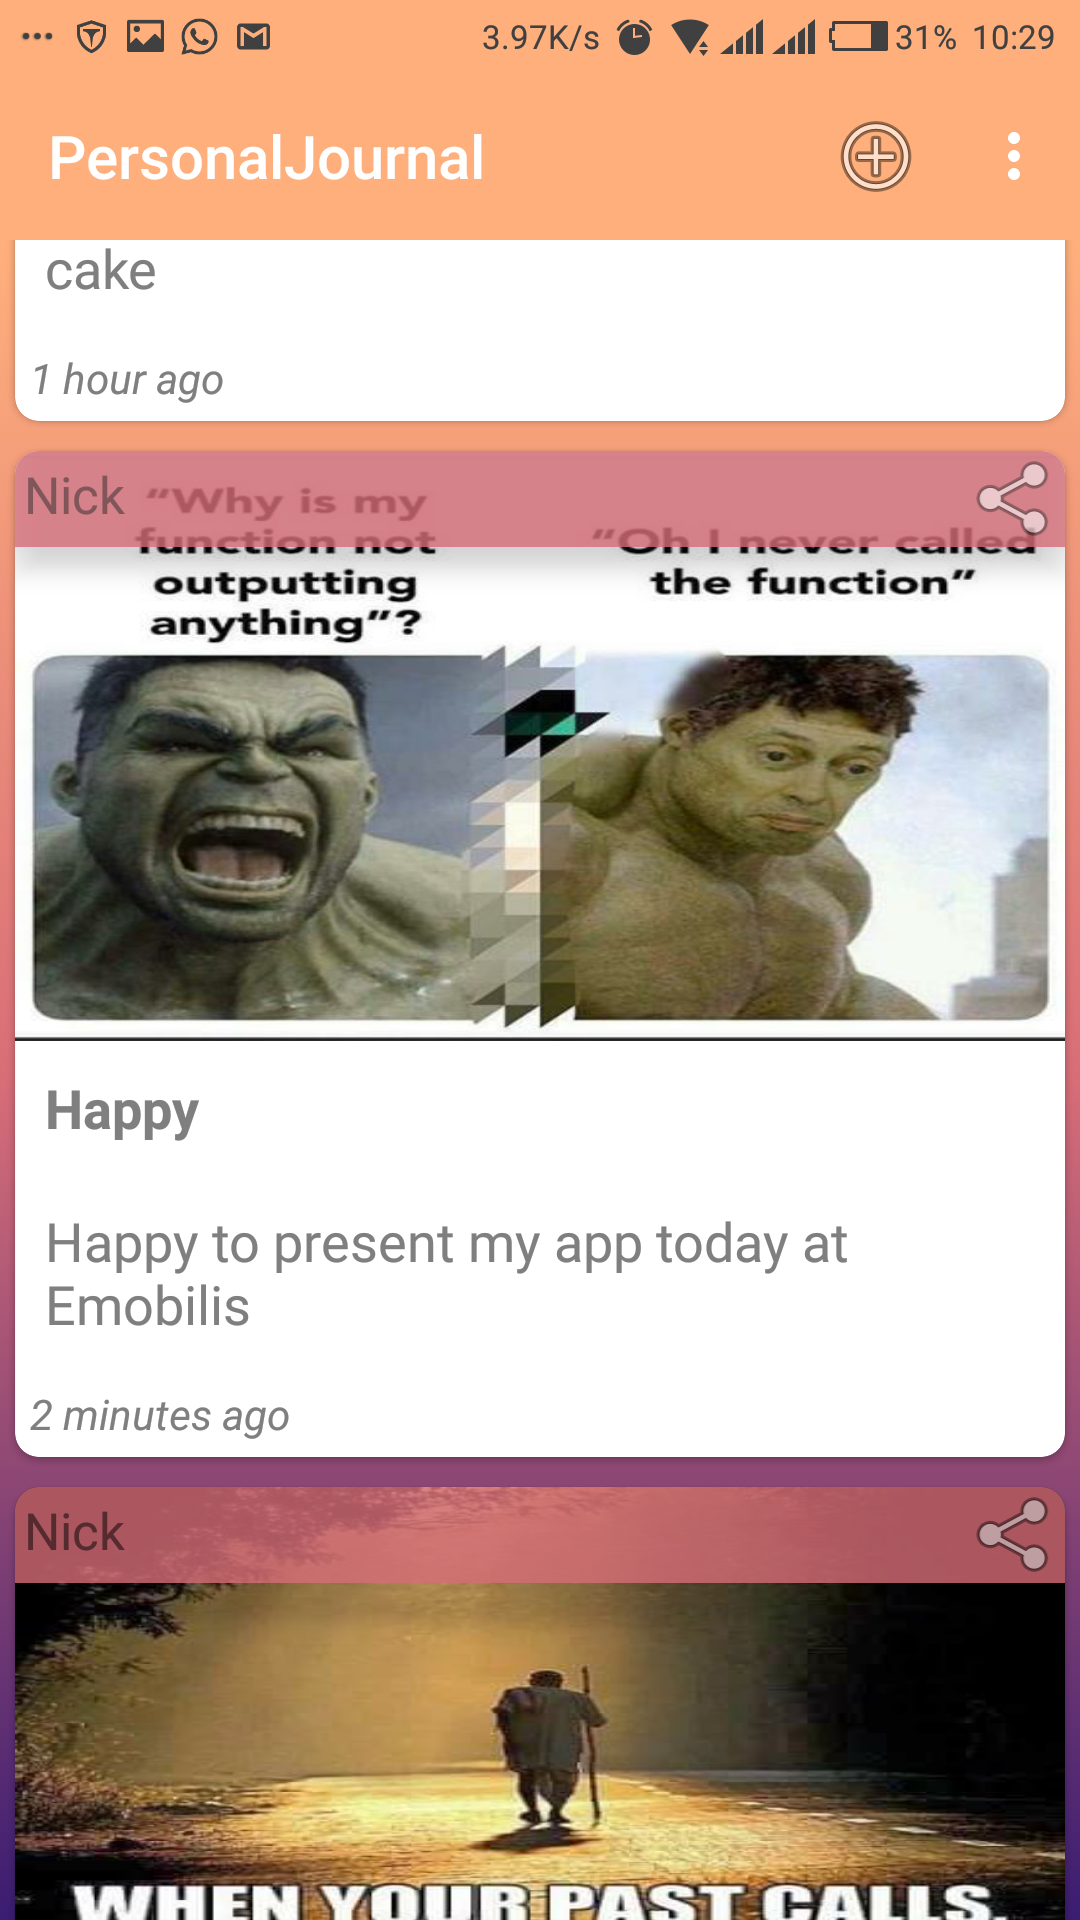 3.97K/s 31% 10:29
PersonalJournal
cake
1 hour ago
Nick
“Why is my
function not
outputting
anything”?
”Oh I never called
the function”
Happy
Happy to present my app today at
Emobilis
2 minutes ago
Nick
WHEN YOUR PAST CALLS,